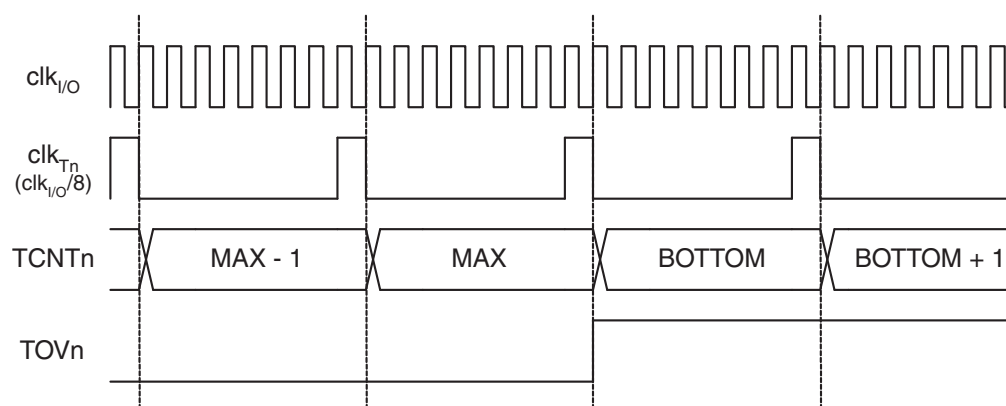 clkI/O
clkTn
(clkI/O/8)
TCNTn MAX - 1 MAX BOTTOM BOTTOM + 1
TOVn